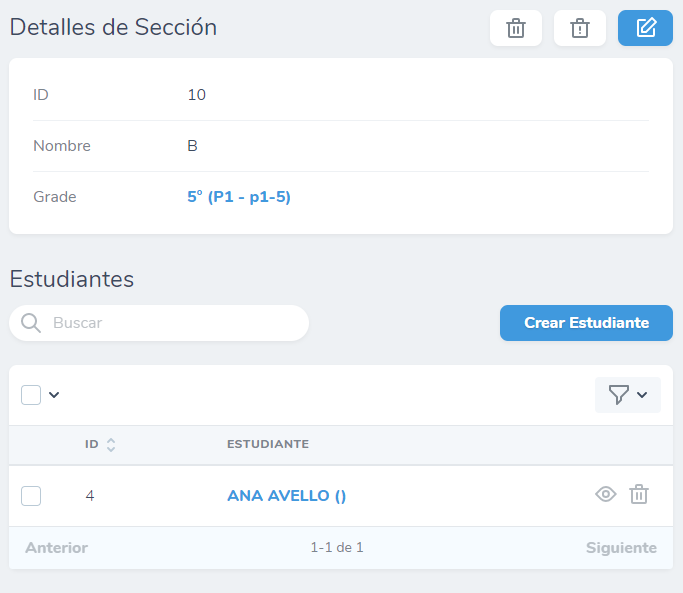 Detalles de Sección
ID 10
Nombre B
Grade 5° (P1 - p1-5)
Estudiantes
Buscar
Crear Estudiante
ID ESTUDIANTE
4 ANA AVELLO ()
Anterior 1-1 de 1 Siguiente